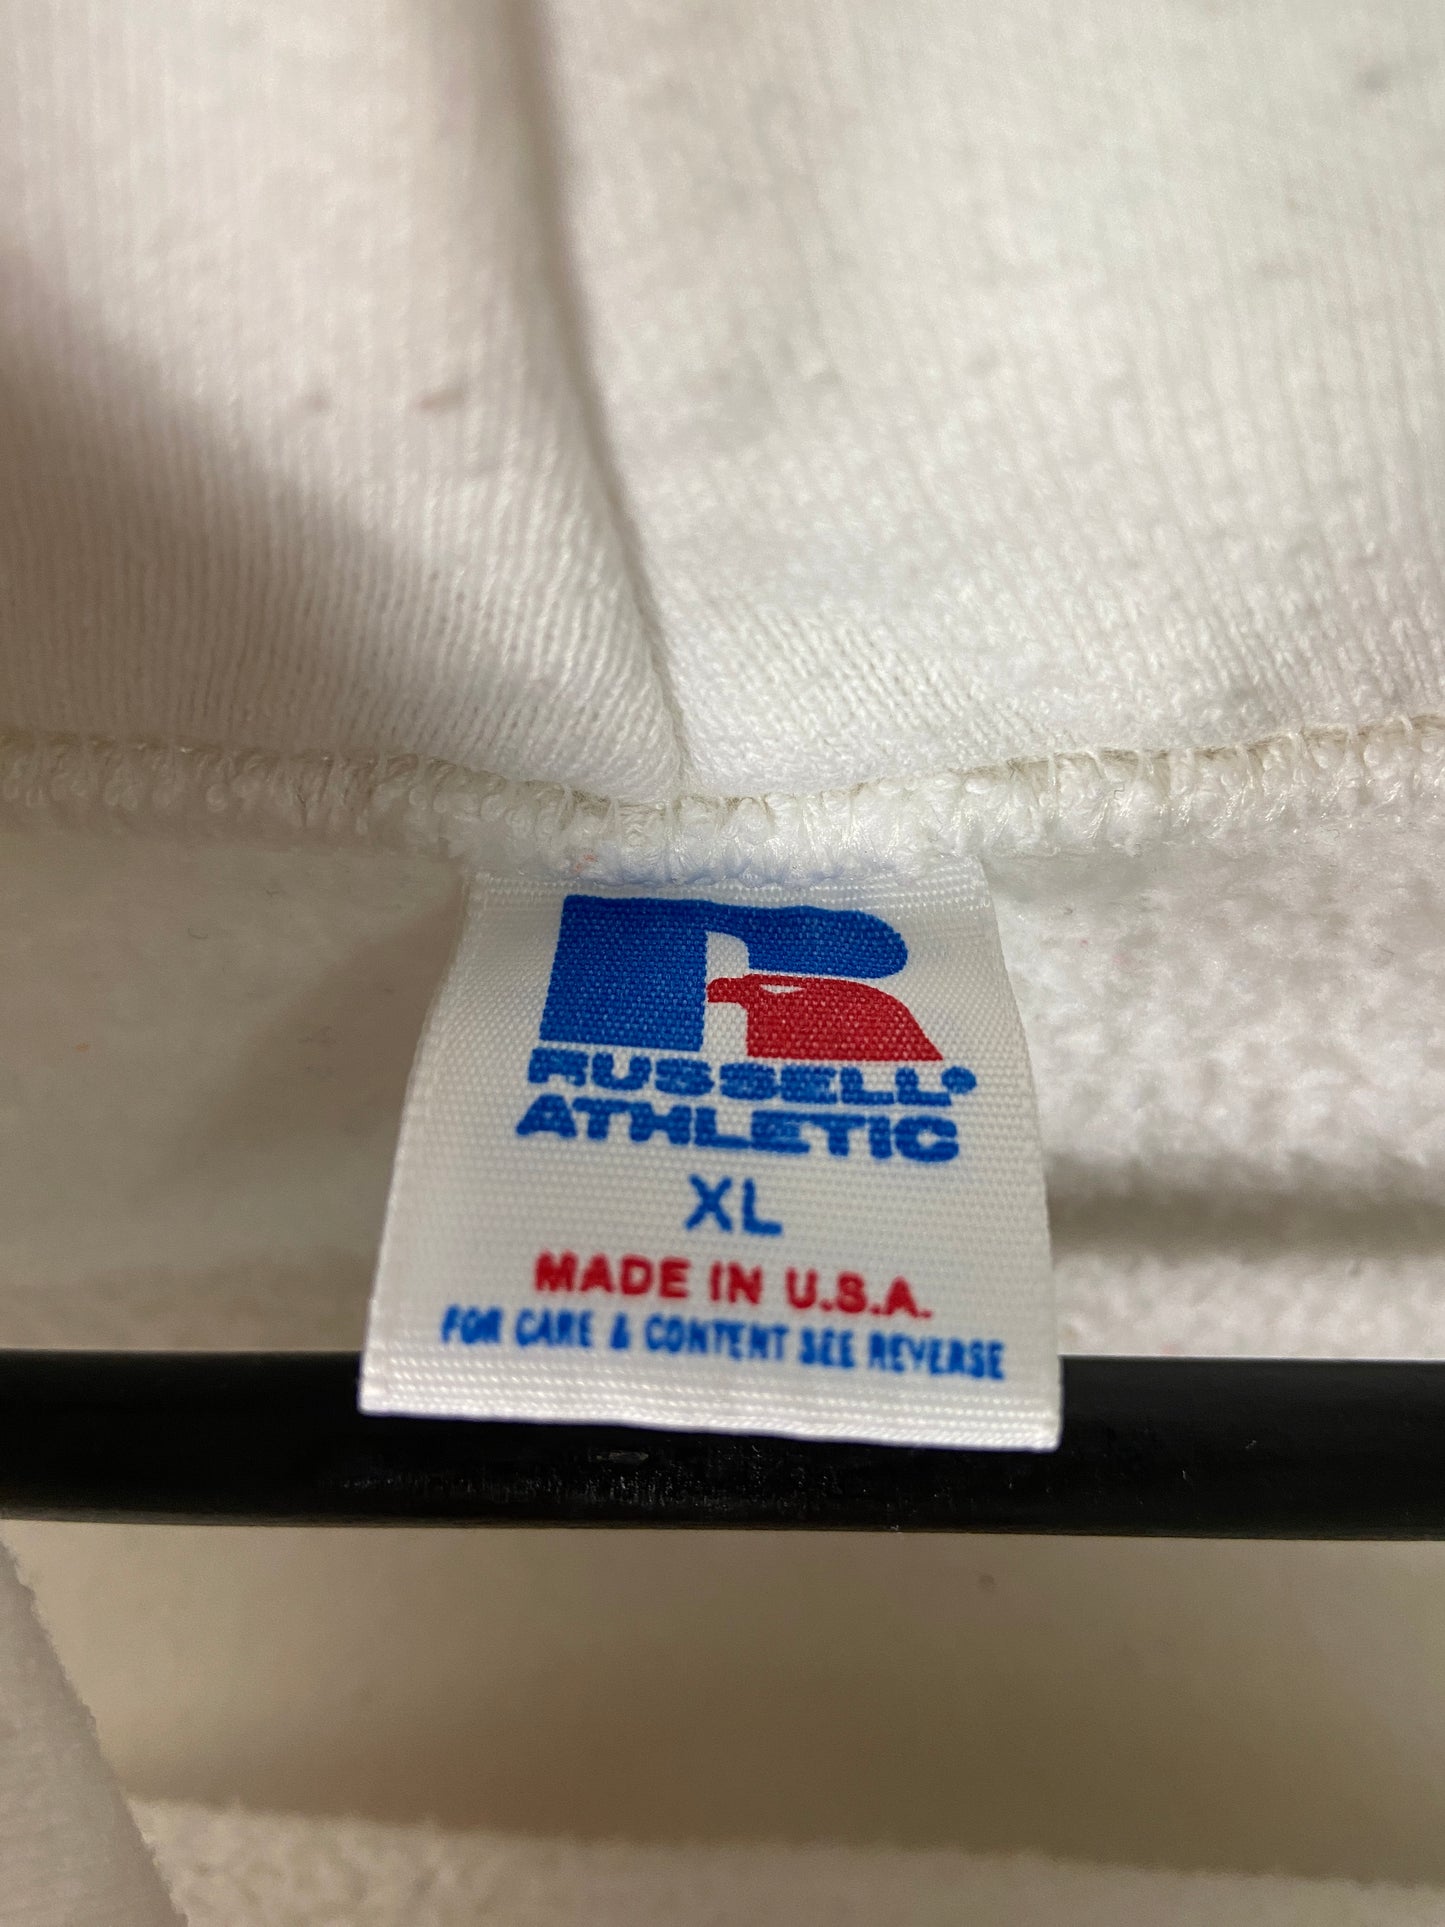 R
RUSSELL®
ATHLETIC
XL
MADE IN U.S.A.
FOR CARE & CONTENT SEE REVERSE